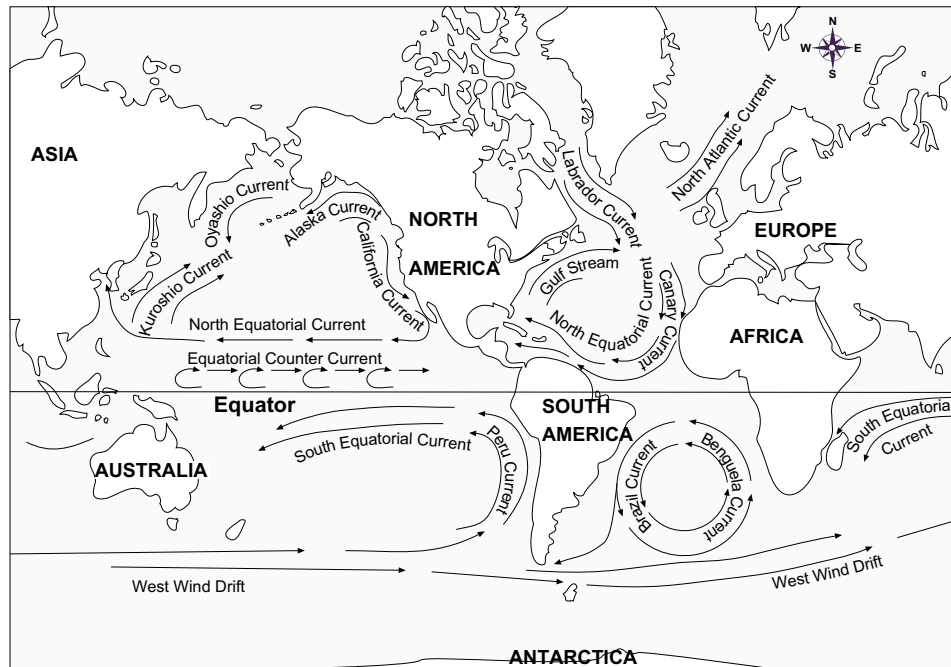 N
W
E
S
ASIA
Oyashio Current
Alaska Current
NORTH
AMERICA
Labrador Current
North Atlantic Current
EUROPE
Kuroshio Current
California Current
Gulf Stream
North Equatorial Current
Canary Current
AFRICA
North Equatorial Current
Equatorial Counter Current
Equator
SOUTH
AMERICA
South Equatorial
Current
AUSTRALIA
South Equatorial Current
Peru Current
Brazil Current
Benguela Current
West Wind Drift
West Wind Drift
ANTARCTICA